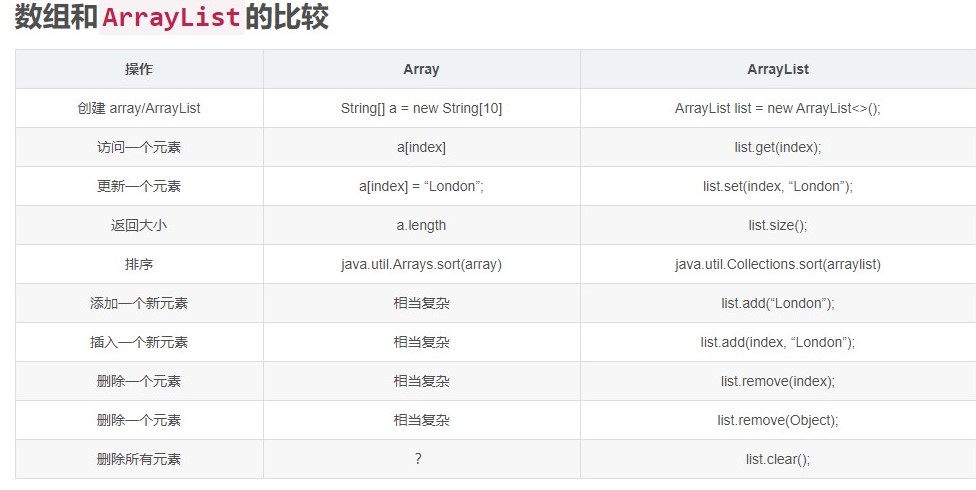 数组和ArrayList的比较
操作 Array ArrayList
创建 array/ArrayList String[] a = new String[10] ArrayList list = new ArrayList<>();
访问一个元素 a[index] list.get(index);
更新一个元素 a[index] = “London”; list.set(index, “London”);
返回大小 a.length list.size();
排序 java.util.Arrays.sort(array) java.util.Collections.sort(arraylist)
添加一个新元素 相当复杂 list.add(“London”);
插入一个新元素 相当复杂 list.add(index, “London”);
删除一个元素 相当复杂 list.remove(index);
删除一个元素 相当复杂 list.remove(Object);
删除所有元素 ？ list.clear();